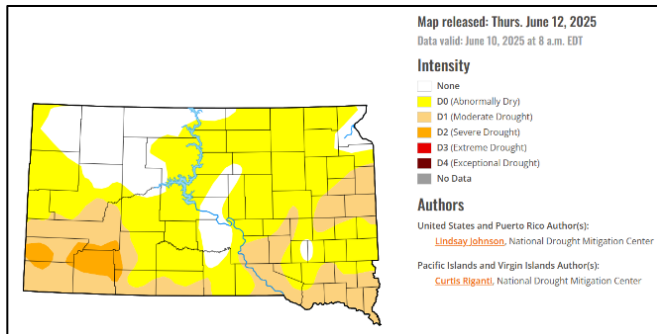 Map released: Thurs. June 12, 2025
Data valid: June 10, 2025 at 8 a.m. EDT
Intensity
None
D0 (Abnormally Dry)
D1 (Moderate Drought)
D2 (Severe Drought)
D3 (Extreme Drought)
D4 (Exceptional Drought)
No Data
Authors
United States and Puerto Rico Author(s):
Lindsay Johnson, National Drought Mitigation Center
Pacific Islands and Virgin Islands Author(s):
Curtis Riganti, National Drought Mitigation Center